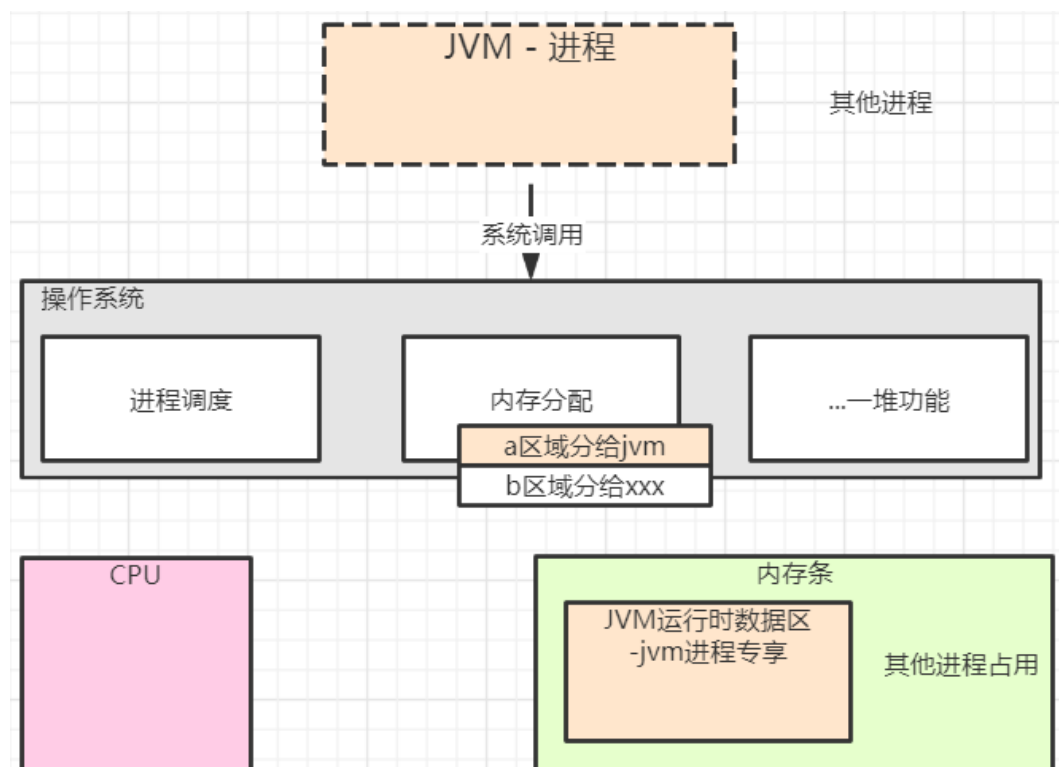 JVM - 进程
其他进程
系统调用
操作系统
进程调度
内存分配
...一堆功能
a区域分给jvm
b区域分给xxx
CPU
内存条
JVM运行时数据区
-jvm进程专享
其他进程占用